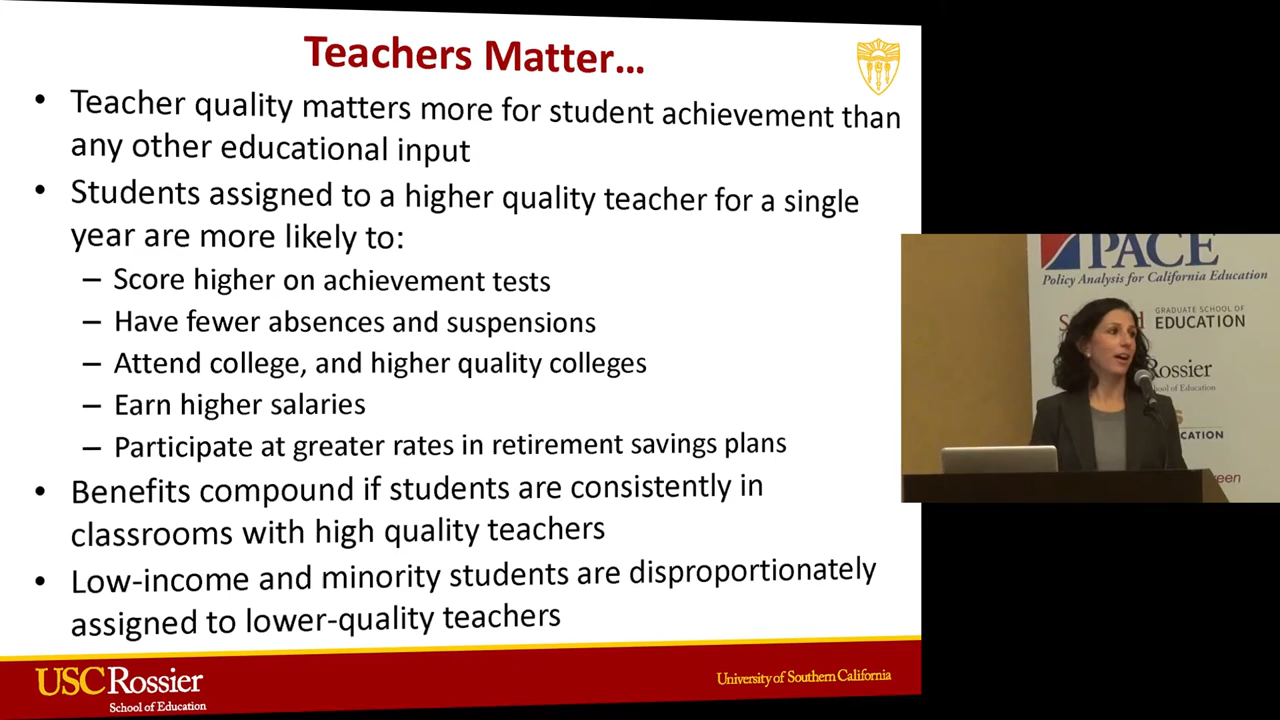 Teachers Matter…
• Teacher quality matters more for student achievement than
any other educational input
• Students assigned to a higher quality teacher for a single
year are more likely to:
– Score higher on achievement tests
– Have fewer absences and suspensions
– Attend college, and higher quality colleges
– Earn higher salaries
– Participate at greater rates in retirement savings plans
• Benefits compound if students are consistently in
classrooms with high quality teachers
• Low-income and minority students are disproportionately
assigned to lower-quality teachers
USCRossier
School of Education
University of Southern California
PACE
Policy Analysis for California Education
GRADUATE SCHOOL OF
EDUCATION
Rossier
School of Education